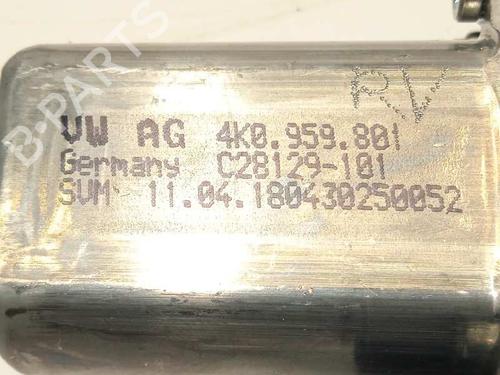 RV
VW AG 4K0.959.801
Germany C28129-101
SVM 11.04.180430250052
B-PARTS